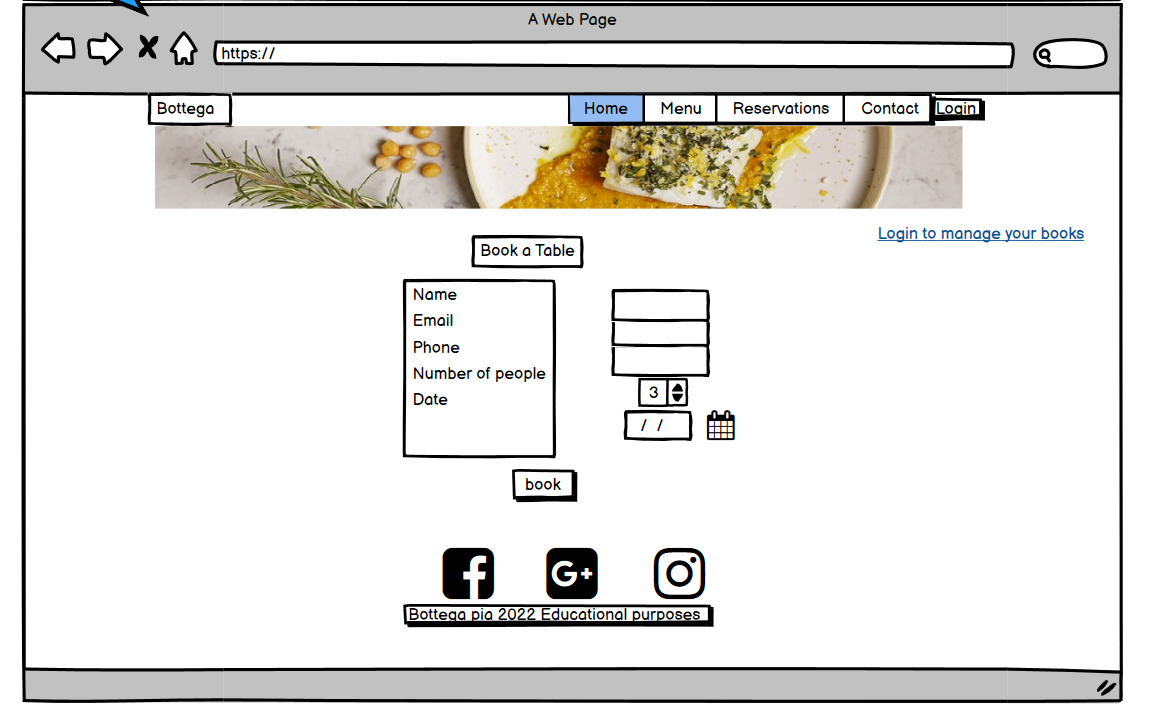 A Web Page
https://
Bottega Home Menu Reservations Contact Login
Login to manage your books
Book a Table
Name
Email
Phone
Number of people 3
Date / /
book
G+
Bottega pia 2022 Educational purposes